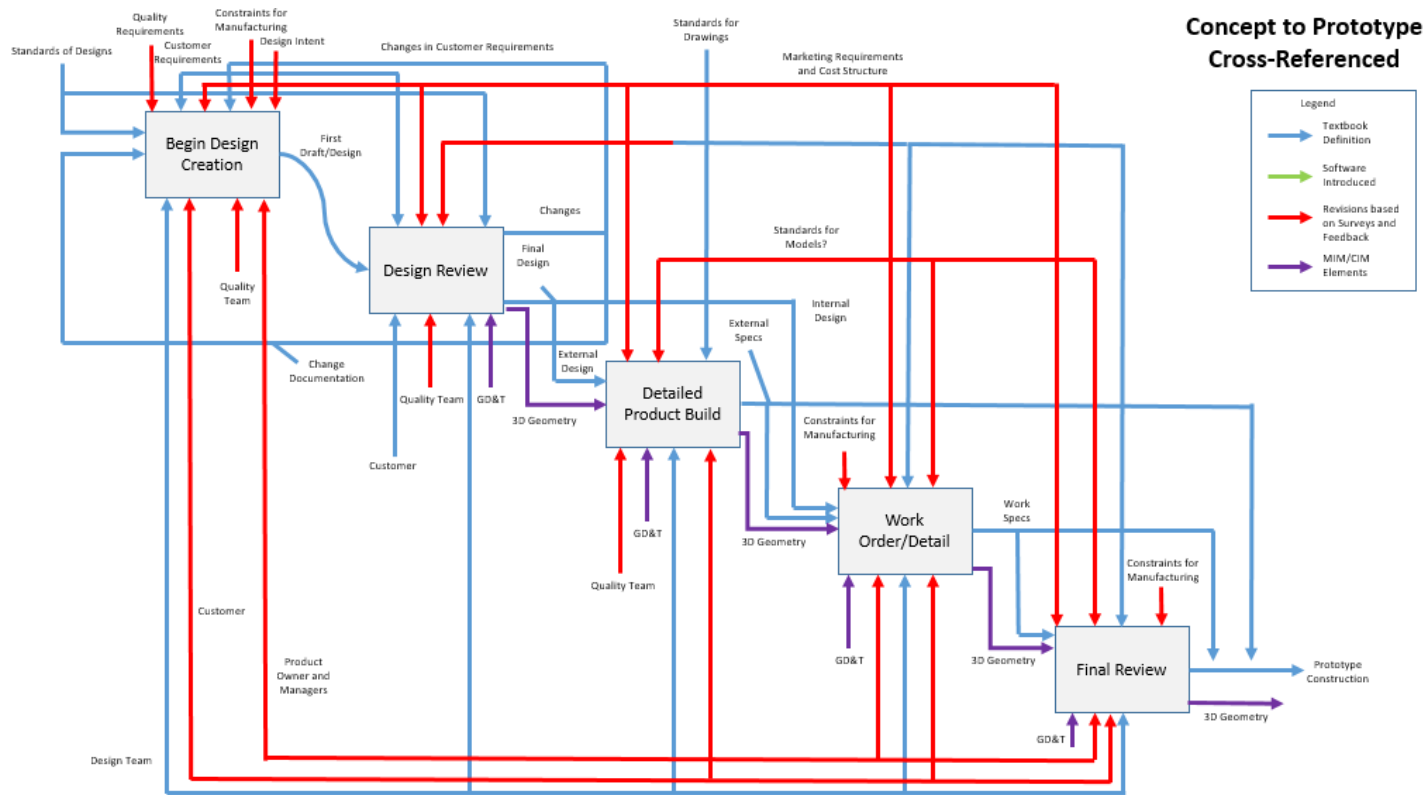 Concept to Prototype
Cross-Referenced
Legend
Textbook
Definition
Software
Introduced
Revisions based
on Surveys and
Feedback
MIM/CIM
Elements
Standards of Designs
Quality
Requirements
Customer
Requirements
Constraints for
Manufacturing
Design Intent
Changes in Customer Requirements
Standards for
Drawings
Marketing Requirements
and Cost Structure
Begin Design
Creation
First
Draft/Design
Quality
Team
Design Review
Changes
Final
Design
Standards for
Models?
Internal
Design
External
Specs
Change
Documentation
External
Design
Quality Team
GD&T
3D Geometry
Customer
Detailed
Product Build
Constraints for
Manufacturing
GD&T
Quality Team
3D Geometry
Work
Order/Detail
Work
Specs
Constraints for
Manufacturing
GD&T
3D Geometry
Final Review
Prototype
Construction
3D Geometry
GD&T
Customer
Product
Owner and
Managers
Design Team